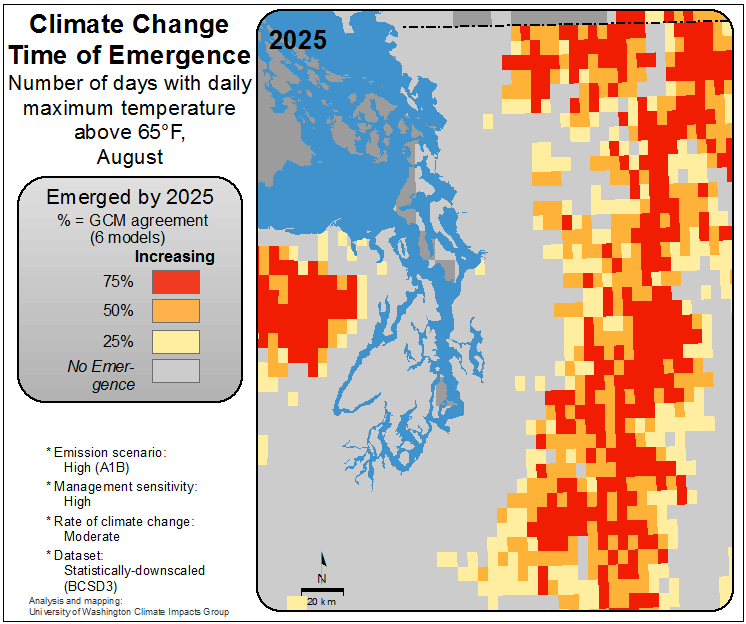 Climate Change
Time of Emergence
Number of days with daily
maximum temperature
above 65°F,
August
Emerged by 2025
% = GCM agreement
(6 models)
Increasing
75%
50%
25%
No Emer-
gence
* Emission scenario:
High (A1B)
* Management sensitivity:
High
* Rate of climate change:
Moderate
* Dataset:
Statistically-downscaled
(BCSD3)
Analysis and mapping:
University of Washington Climate Impacts Group
2025
N
20 km